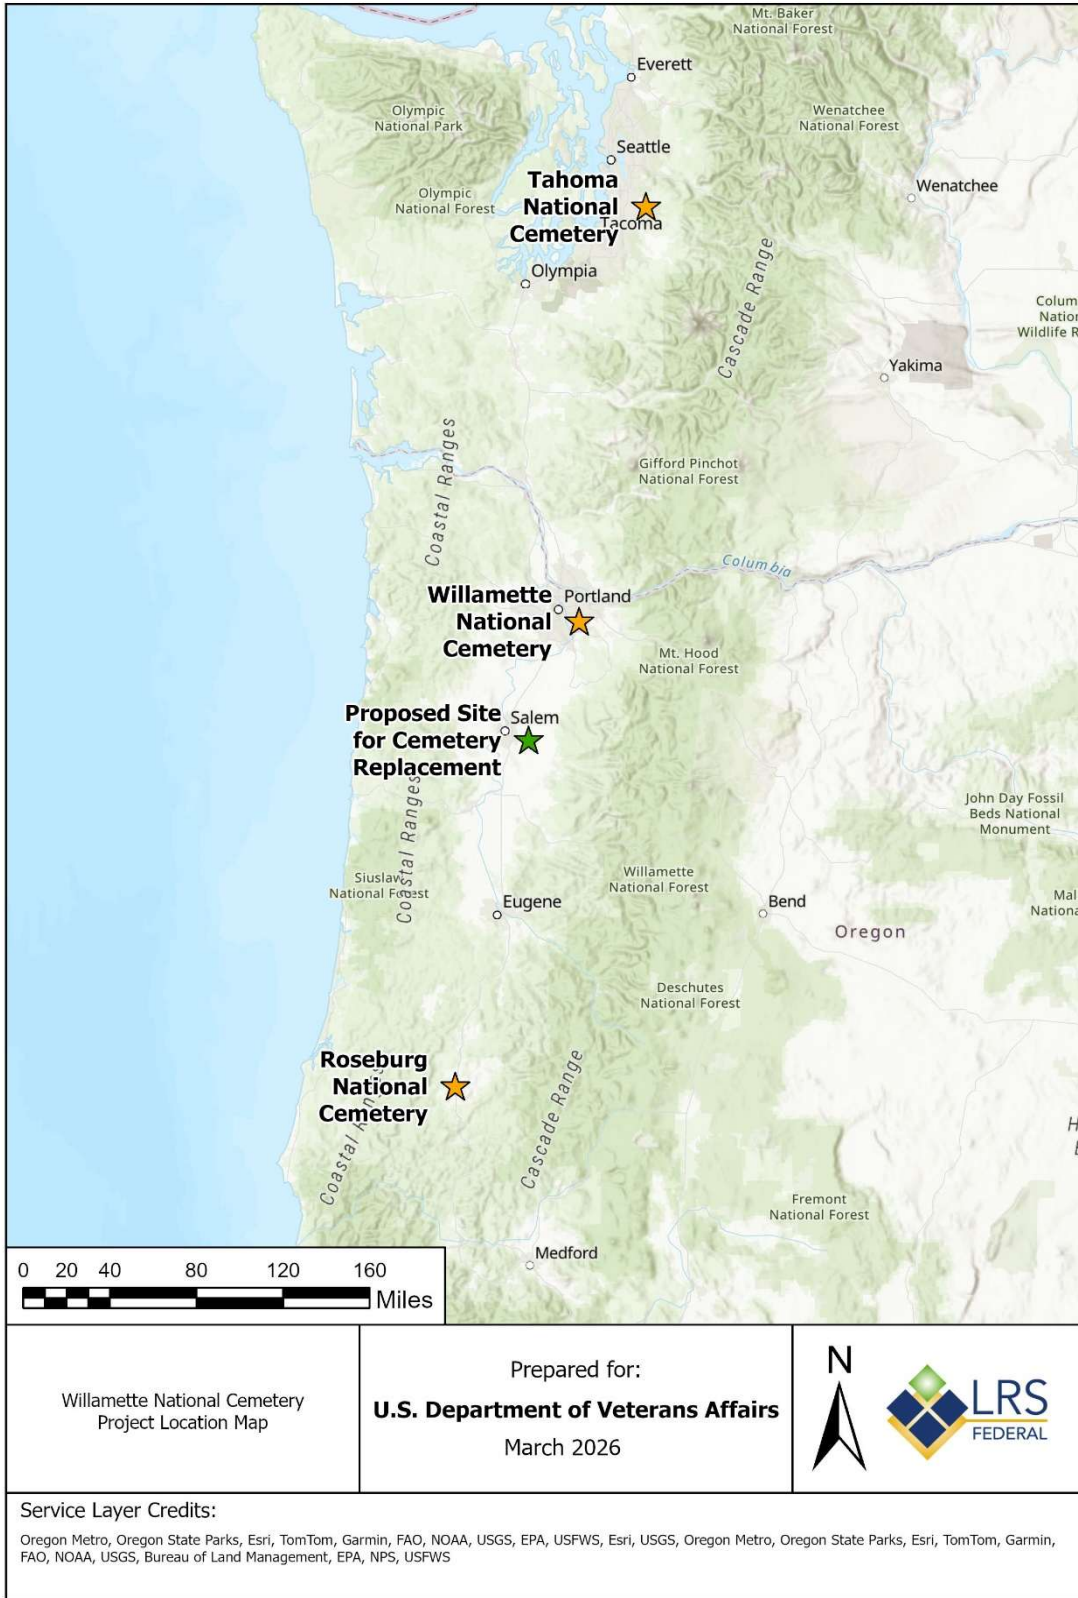 Mt. Baker
National Forest
Everett
Olympic
National Park
Wenatchee
National Forest
Seattle
Tahoma
National
Cemetery
Wenatchee
Olympic
National Forest
Tacoma
Olympia
Cascade Range
Colum
Nation
Wildlife R
Yakima
Coastal Ranges
Gifford Pinchot
National Forest
Columbia
Willamette
National
Cemetery
Portland
Mt. Hood
National Forest
Proposed Site
for Cemetery
Replacement
Salem
John Day Fossil
Beds National
Monument
Coastal Ranges
Siuslaw
National Forest
Willamette
National Forest
Eugene
Bend
Mal
Nationa
Oregon
Deschutes
National Forest
Roseburg
National
Cemetery
Cascade Range
Fremont
National Forest
Medford
0 20 40 80 120 160
Miles
Willamette National Cemetery
Project Location Map
Prepared for:
U.S. Department of Veterans Affairs
March 2026
N
LRS
FEDERAL
Service Layer Credits:
Oregon Metro, Oregon State Parks, Esri, TomTom, Garmin, FAO, NOAA, USGS, EPA, USFWS, Esri, USGS, Oregon Metro, Oregon State Parks, Esri, TomTom, Garmin,
FAO, NOAA, USGS, Bureau of Land Management, EPA, NPS, USFWS